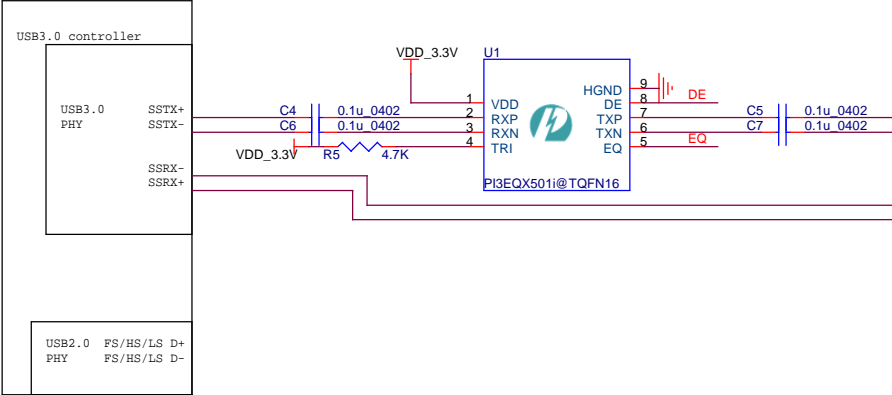 USB3.0 controller
VDD_3.3V
U1
HGND 9
1 VDD
DE 8 DE
USB3.0 SSTX+
C4 0.1u_0402
2 RXP
TXP 7
C5 0.1u_0402
PHY SSTX-
C6 0.1u_0402
3 RXN
TXN 6
C7 0.1u_0402
VDD_3.3V
R5 4.7K
4 TRI
EQ 5 EQ
SSRX-
SSRX+
PI3EQX501i@TQFN16
USB2.0 FS/HS/LS D+
PHY FS/HS/LS D-